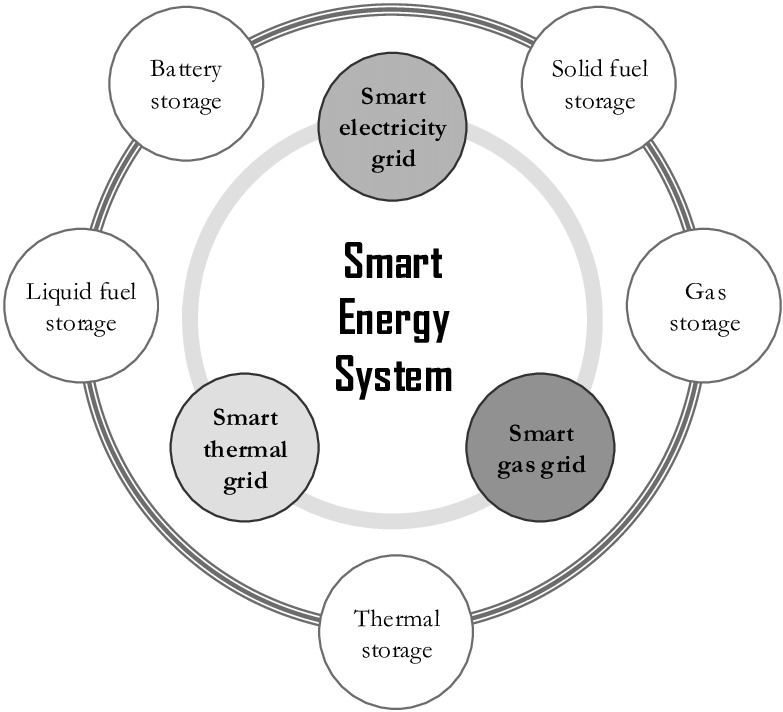 Battery
storage
Solid fuel
storage
Smart
electricity
grid
Liquid fuel
storage
Smart
Energy
System
Gas
storage
Smart
thermal
grid
Smart
gas grid
Thermal
storage